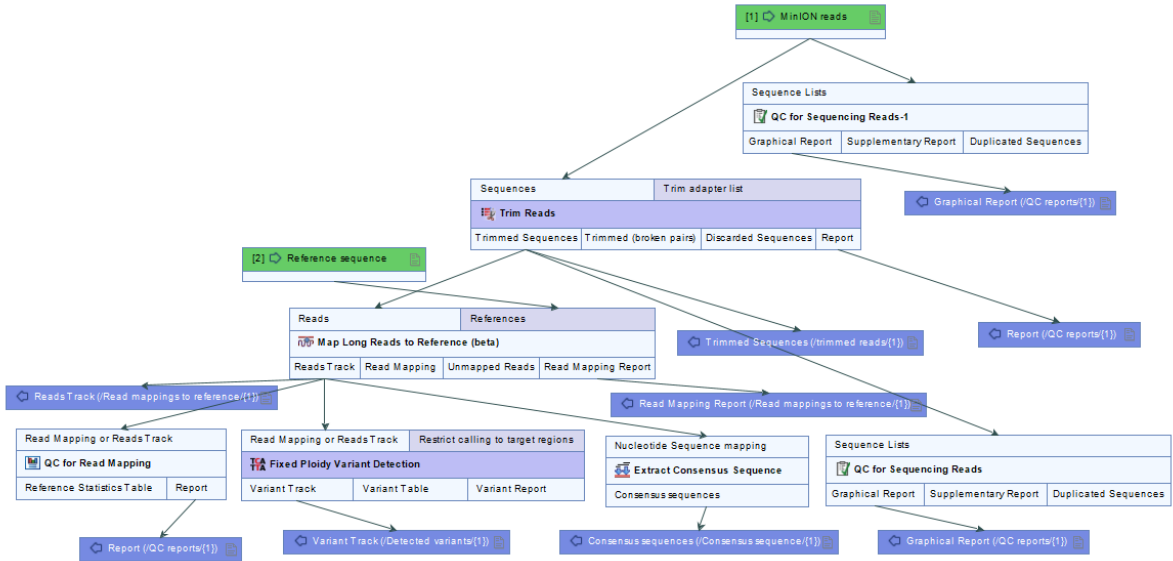 [1] MinION reads
Sequence Lists
QC for Sequencing Reads-1
Graphical Report Supplementary Report Duplicated Sequences
Sequences Trim adapter list
Graphical Report (/QC reports/{1})
Trim Reads
Trimmed Sequences Trimmed (broken pairs) Discarded Sequences Report
[2] Reference sequence
Reads References
Report (/QC reports/{1})
Map Long Reads to Reference (beta)
Trimmed Sequences (/trimmed reads/{1})
Reads Track Read Mapping Unmapped Reads Read Mapping Report
Reads Track (/Read mappings to reference/{1})
Read Mapping Report (/Read mappings to reference/{1})
Read Mapping or Reads Track
QC for Read Mapping
Reference Statistics Table Report
Read Mapping or Reads Track Restrict calling to target regions
Fixed Ploidy Variant Detection
Variant Track Variant Table Variant Report
Nucleotide Sequence mapping
Extract Consensus Sequence
Consensus sequences
Sequence Lists
QC for Sequencing Reads
Graphical Report Supplementary Report Duplicated Sequences
Report (/QC reports/{1})
Variant Track (/Detected variants/{1})
Consensus sequences (/Consensus sequence/{1})
Graphical Report (/QC reports/{1})